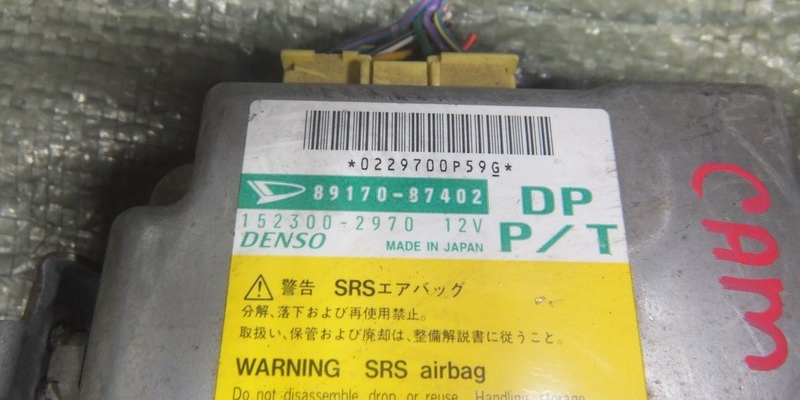 *0229700P59G*
89170-87402
DP
152300-2970 12V
P/T
DENSO
MADE IN JAPAN
警告 SRSエアバッグ
分解、落下および再使用禁止。
取扱い、保管および廃却は、整備解説書に従うこと。
WARNING SRS airbag
Do not disassemble drop or reuse. Handling storage
CAM